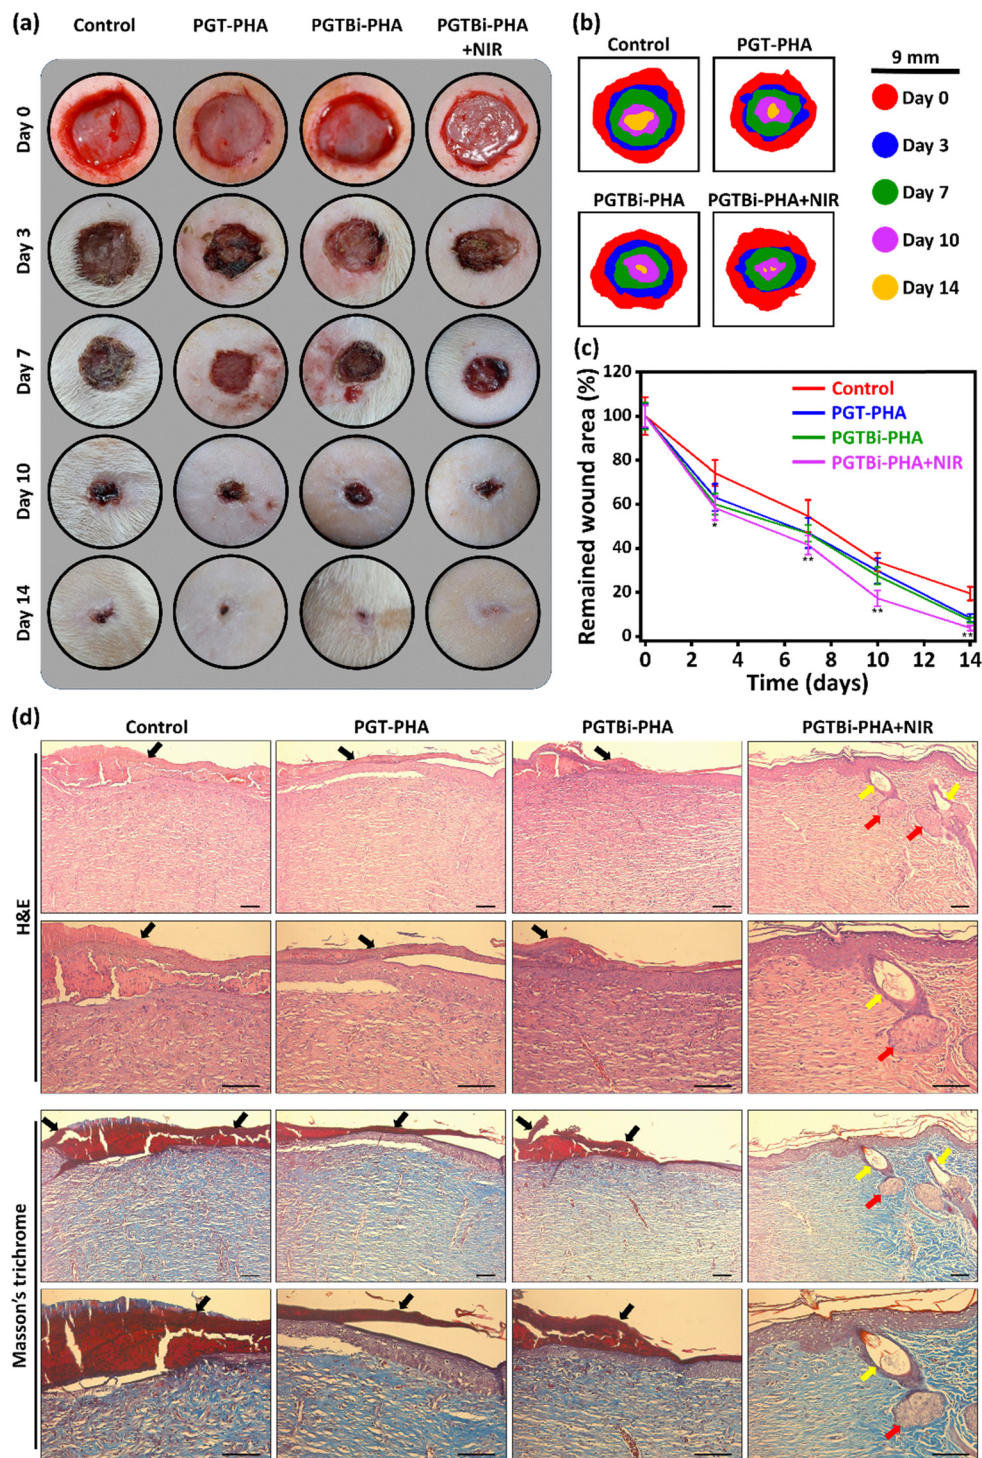 (a)
Control
PGT-PHA
PGTBi-PHA
PGTBi-PHA
+NIR
Day 0
Day 3
Day 7
Day 10
Day 14
(b)
Control
PGT-PHA
PGTBi-PHA
PGTBi-PHA+NIR
9 mm
Day 0
Day 3
Day 7
Day 10
Day 14
(c)
Remained wound area (%)
120
100
80
60
40
20
0
Control
PGT-PHA
PGTBi-PHA
PGTBi-PHA+NIR
*
**
**
**
0 2 4 6 8 10 12 14
Time (days)
(d)
Control
PGT-PHA
PGTBi-PHA
PGTBi-PHA+NIR
H&E
Masson's trichrome